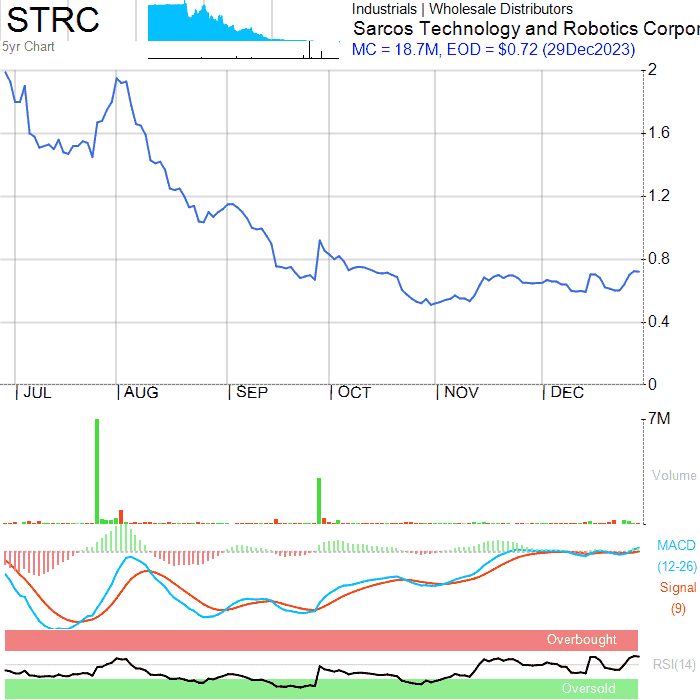 STRC
5yr Chart
Industrials | Wholesale Distributors
Sarcos Technology and Robotics Corpor
MC = 18.7M, EOD = $0.72 (29Dec2023)
2
1.6
1.2
0.8
0.4
0
JUL AUG SEP OCT NOV DEC
7M
Volume
MACD
(12-26)
Signal
(9)
Overbought
RSI(14)
Oversold